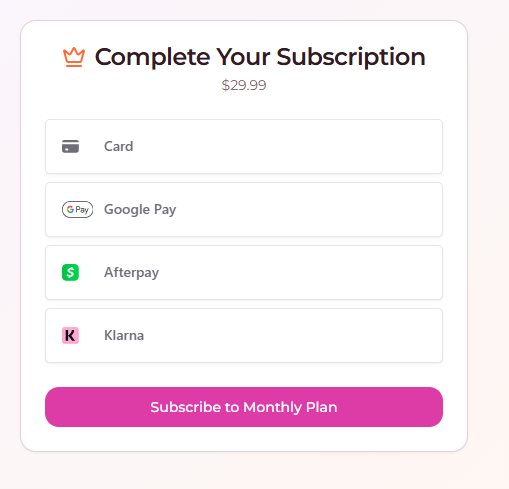 Complete Your Subscription
$29.99
Card
G Pay Google Pay
$ Afterpay
K Klarna
Subscribe to Monthly Plan